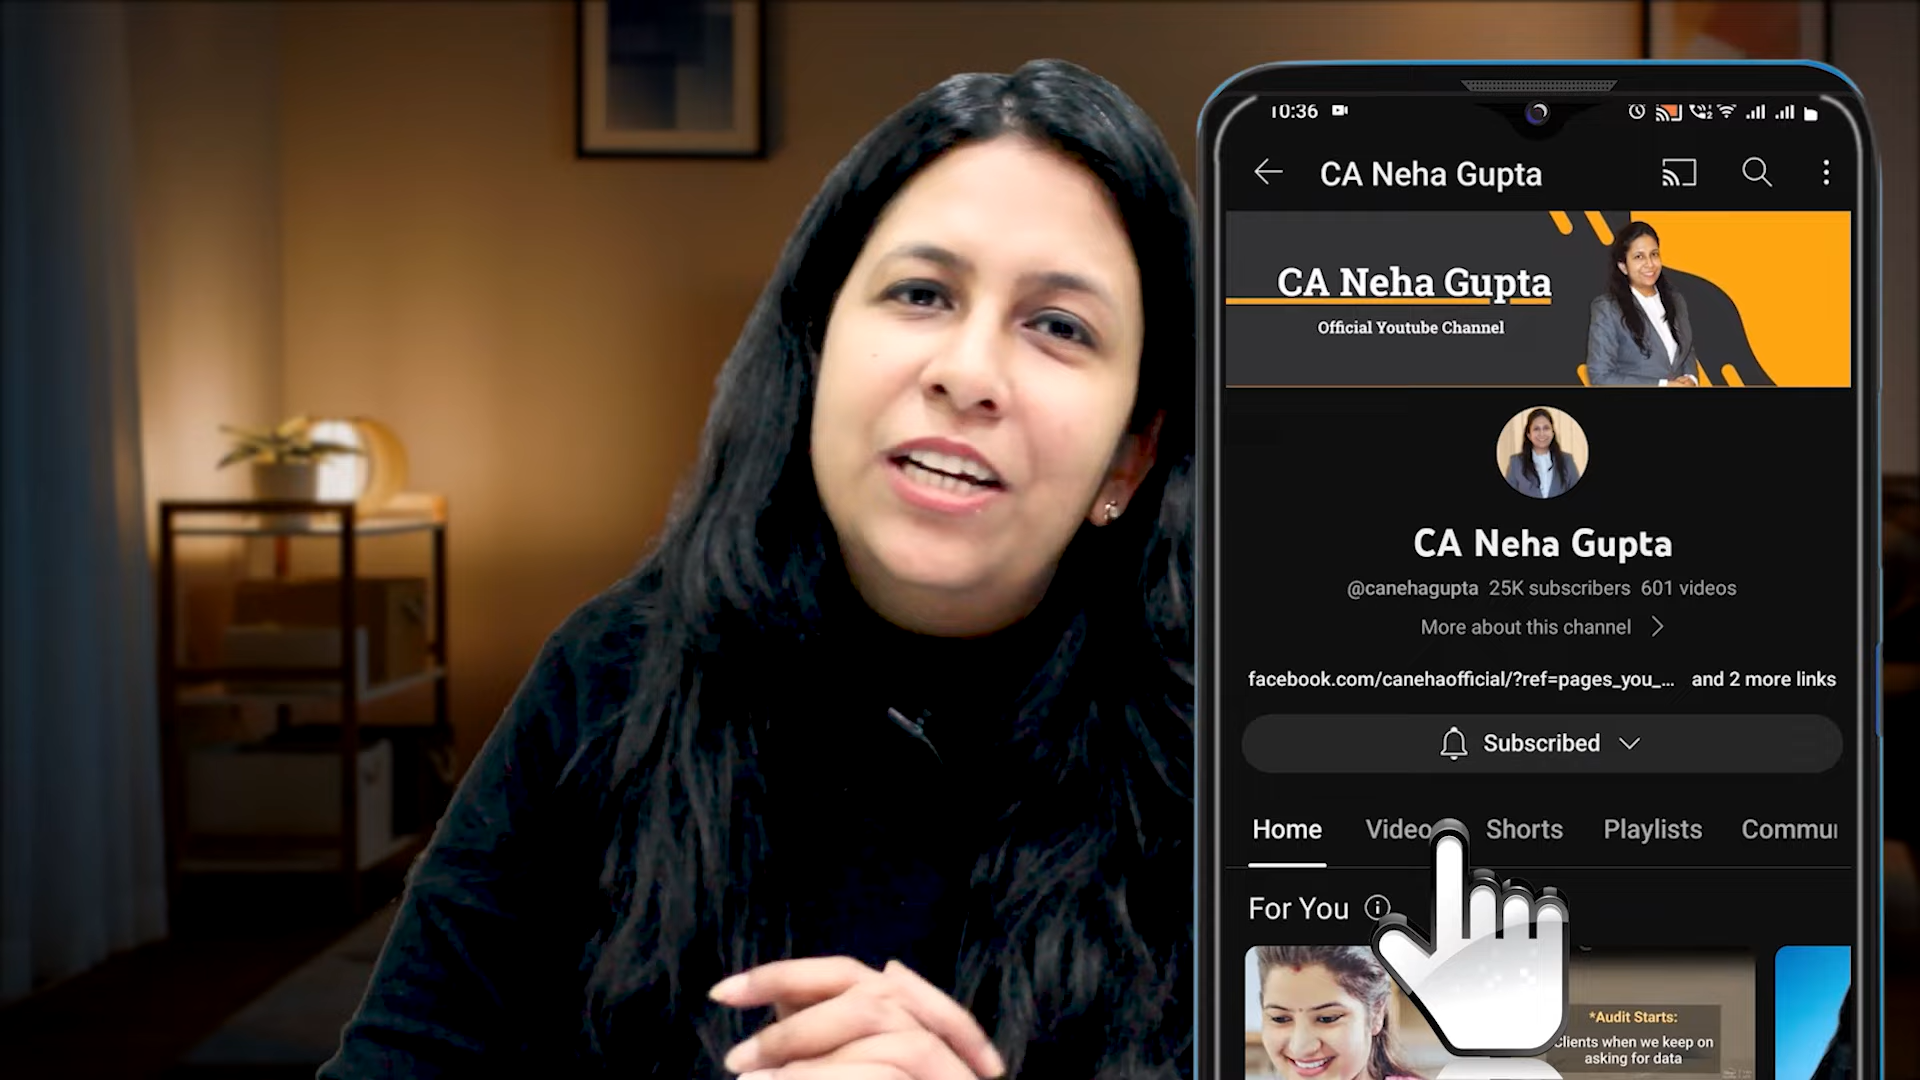 10:36
CA Neha Gupta
CA Neha Gupta
Official Youtube Channel
CA Neha Gupta
@canehagupta 25K subscribers 601 videos
More about this channel
facebook.com/canehaofficial/?ref=pages_you_... and 2 more links
Subscribed
Home Video Shorts Playlists Commu
For You
*Audit Starts:
Clients when we keep on
asking for data